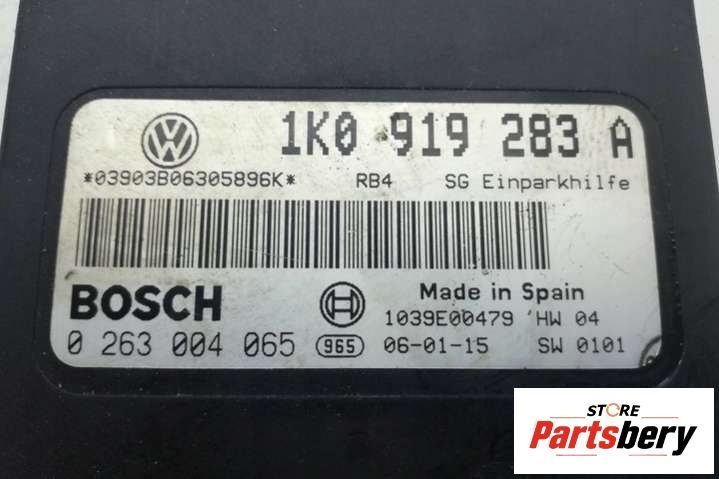 1K0 919 283 A
*03903B06305896K* RB4 SG Einparkhilfe
BOSCH Made in Spain
1039E00479 HW 04
0 263 004 065 965 06-01-15 SW 0101
STORE
Partsbery